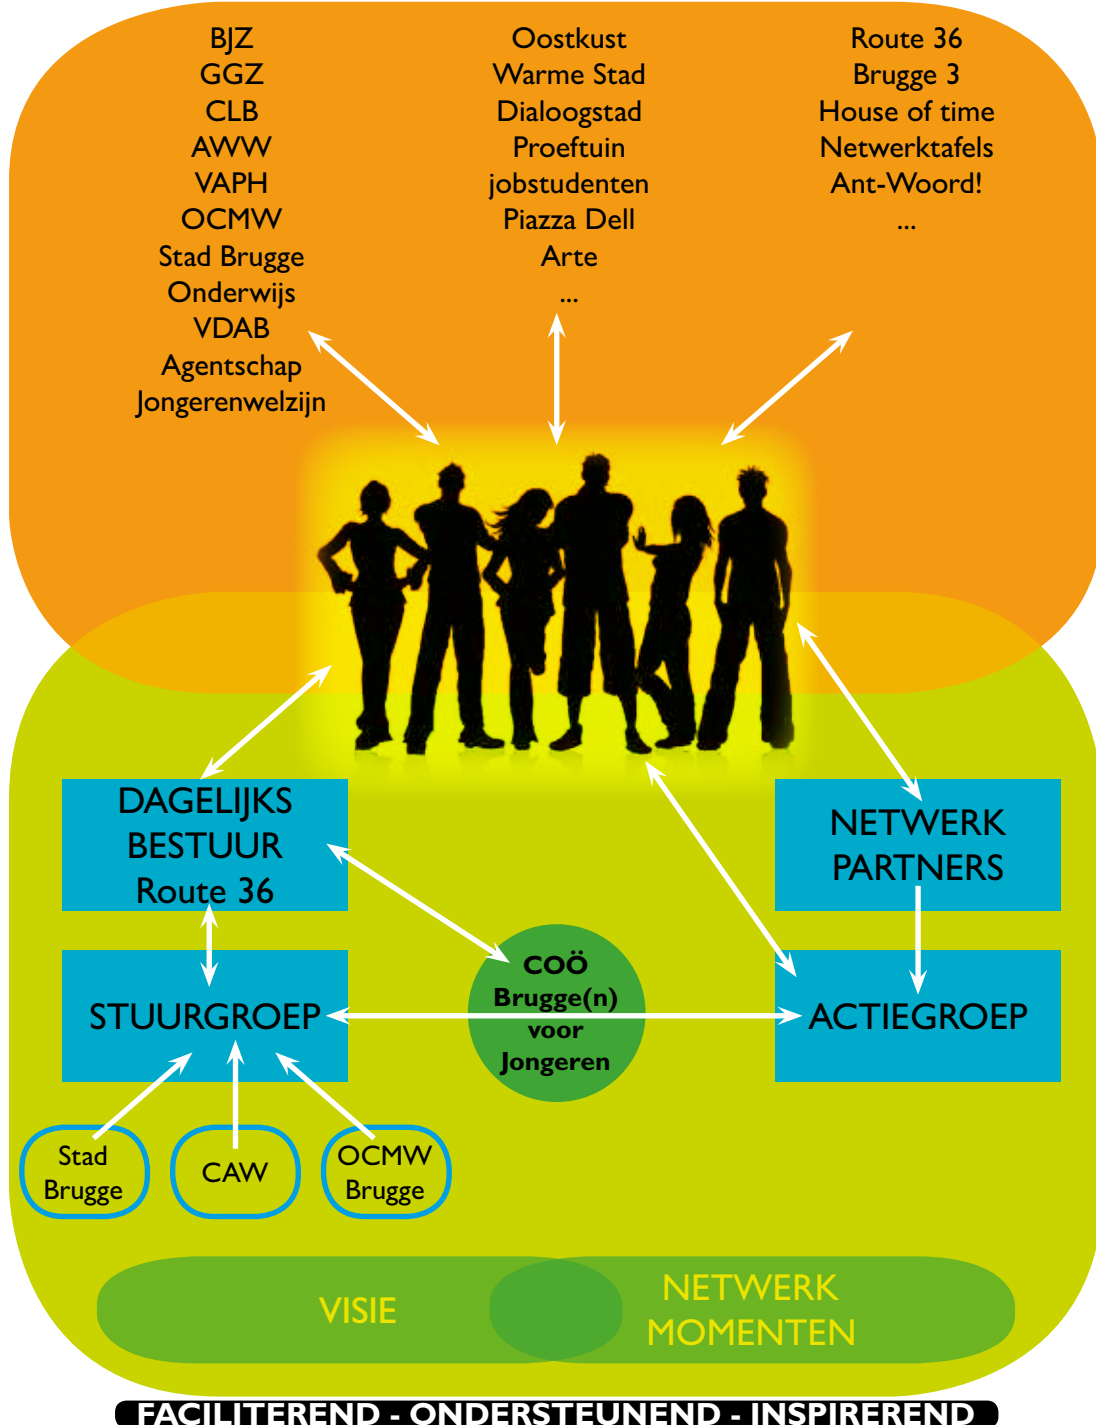 BJZ
GGZ
CLB
AWW
VAPH
OCMW
Stad Brugge
Onderwijs
VDAB
Agentschap
Jongerenwelzijn
Oostkust
Warme Stad
Dialoogstad
Proeftuin
jobstudenten
Piazza Dell
Arte
...
Route 36
Brugge 3
House of time
Netwerktafels
Ant-Woord!
...
DAGELIJKS
BESTUUR
Route 36
NETWERK
PARTNERS
STUURGROEP
COÖ
Brugge(n)
voor
Jongeren
ACTIEGROEP
Stad
Brugge
CAW
OCMW
Brugge
VISIE
NETWERK
MOMENTEN
FACILITEREND - ONDERSTEUNEND - INSPIREREND